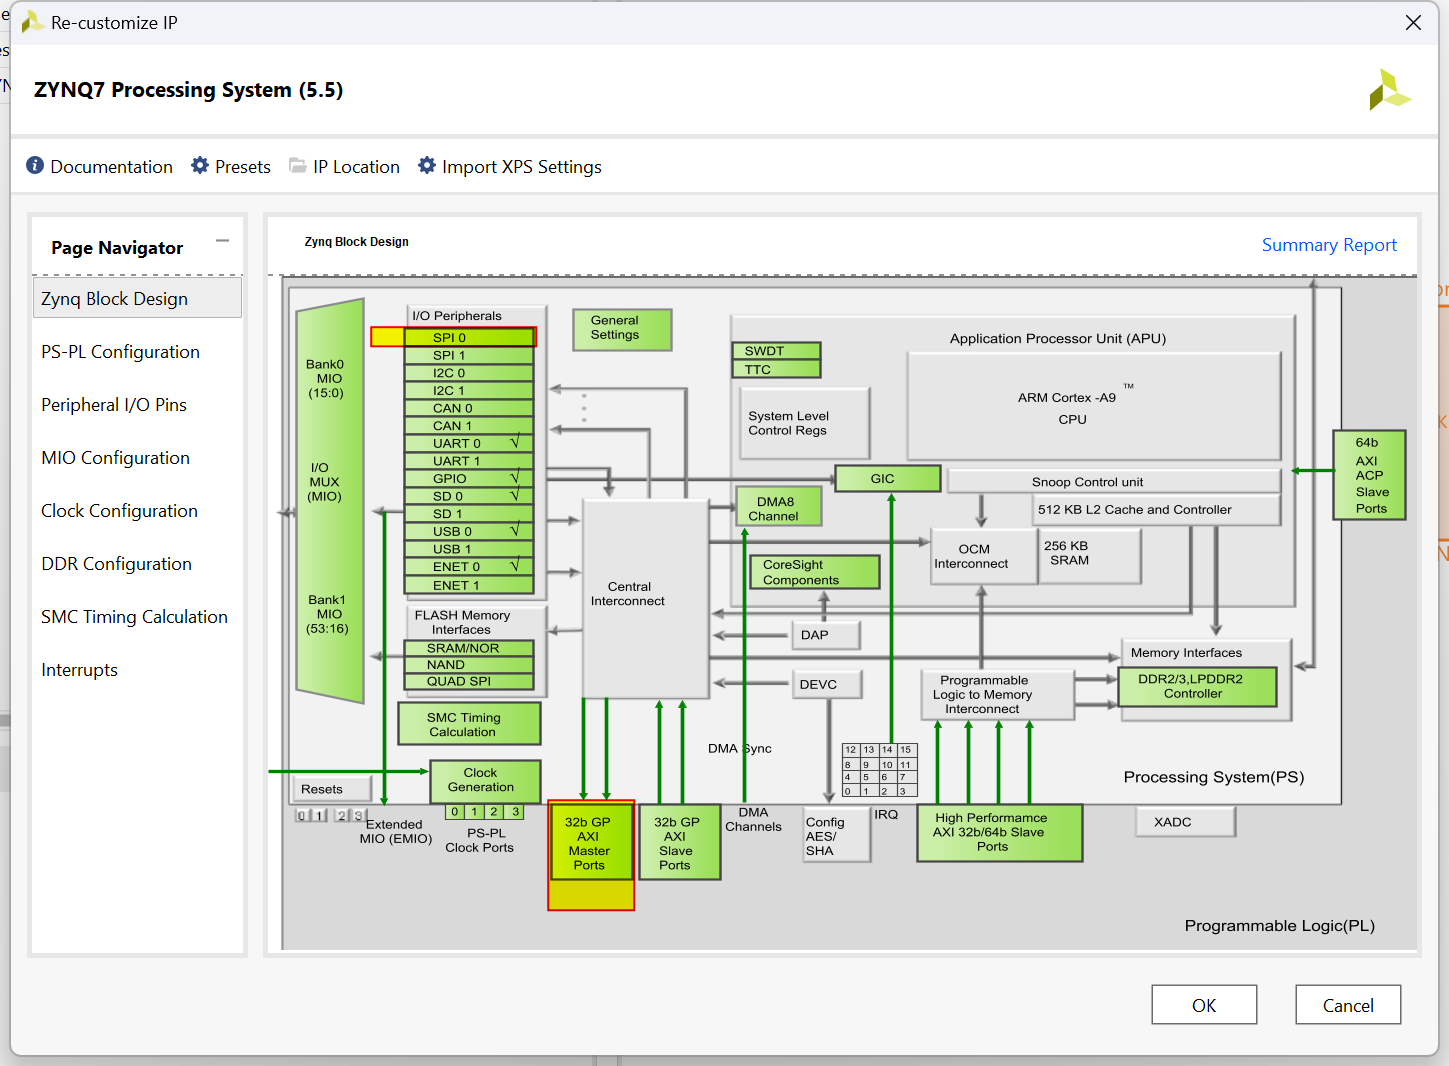 Re-customize IP
ZYNQ7 Processing System (5.5)
Documentation
Presets
IP Location
Import XPS Settings
Page Navigator
Zynq Block Design
PS-PL Configuration
Peripheral I/O Pins
MIO Configuration
Clock Configuration
DDR Configuration
SMC Timing Calculation
Interrupts
Zynq Block Design
Summary Report
Bank0
MIO
(15:0)
I/O
MUX
(MIO)
Bank1
MIO
(53:16)
I/O Peripherals
SPI 0
SPI 1
I2C 0
I2C 1
CAN 0
CAN 1
UART 0 √
UART 1
GPIO √
SD 0 √
SD 1
USB 0 √
USB 1
ENET 0 √
ENET 1
FLASH Memory
Interfaces
SRAM/NOR
NAND
QUAD SPI
SMC Timing
Calculation
General
Settings
Application Processor Unit (APU)
SWDT
TTC
System Level
Control Regs
ARM Cortex -A9 ™
CPU
GIC
Snoop Control unit
512 KB L2 Cache and Controller
64b
AXI
ACP
Slave
Ports
DMA8
Channel
OCM
Interconnect
256 KB
SRAM
CoreSight
Components
Central
Interconnect
DAP
DEVC
Programmable
Logic to Memory
Interconnect
Memory Interfaces
DDR2/3,LPDDR2
Controller
DMA Sync
12 13 14 15
8 9 10 11
4 5 6 7
0 1 2 3
Processing System(PS)
Clock
Generation
Resets
0 1 2 3
0 1 2 3
Extended
MIO (EMIO)
PS-PL
Clock Ports
32b GP
AXI
Master
Ports
32b GP
AXI
Slave
Ports
DMA
Channels
Config
AES/
SHA
IRQ
High Performance
AXI 32b/64b Slave
Ports
XADC
Programmable Logic(PL)
OK
Cancel